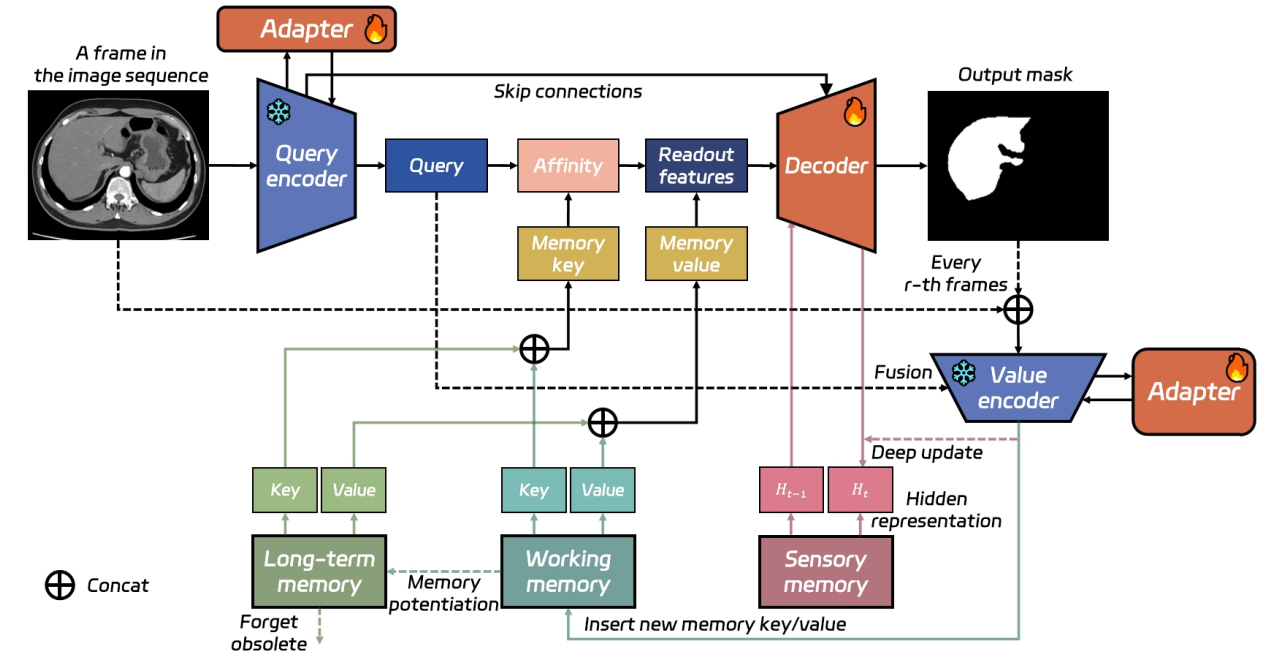 Adapter
A frame in
the image sequence
Skip connections
Output mask
Query
encoder
Query
Affinity
Readout
features
Decoder
Memory
key
Memory
value
Every
r-th frames
Fusion
Value
encoder
Adapter
Deep update
Key
Value
Key
Value
H_{t-1}
H_t
Hidden
representation
Long-term
memory
Working
memory
Sensory
memory
Concat
Memory
potentiation
Forget
obsolete
Insert new memory key/value